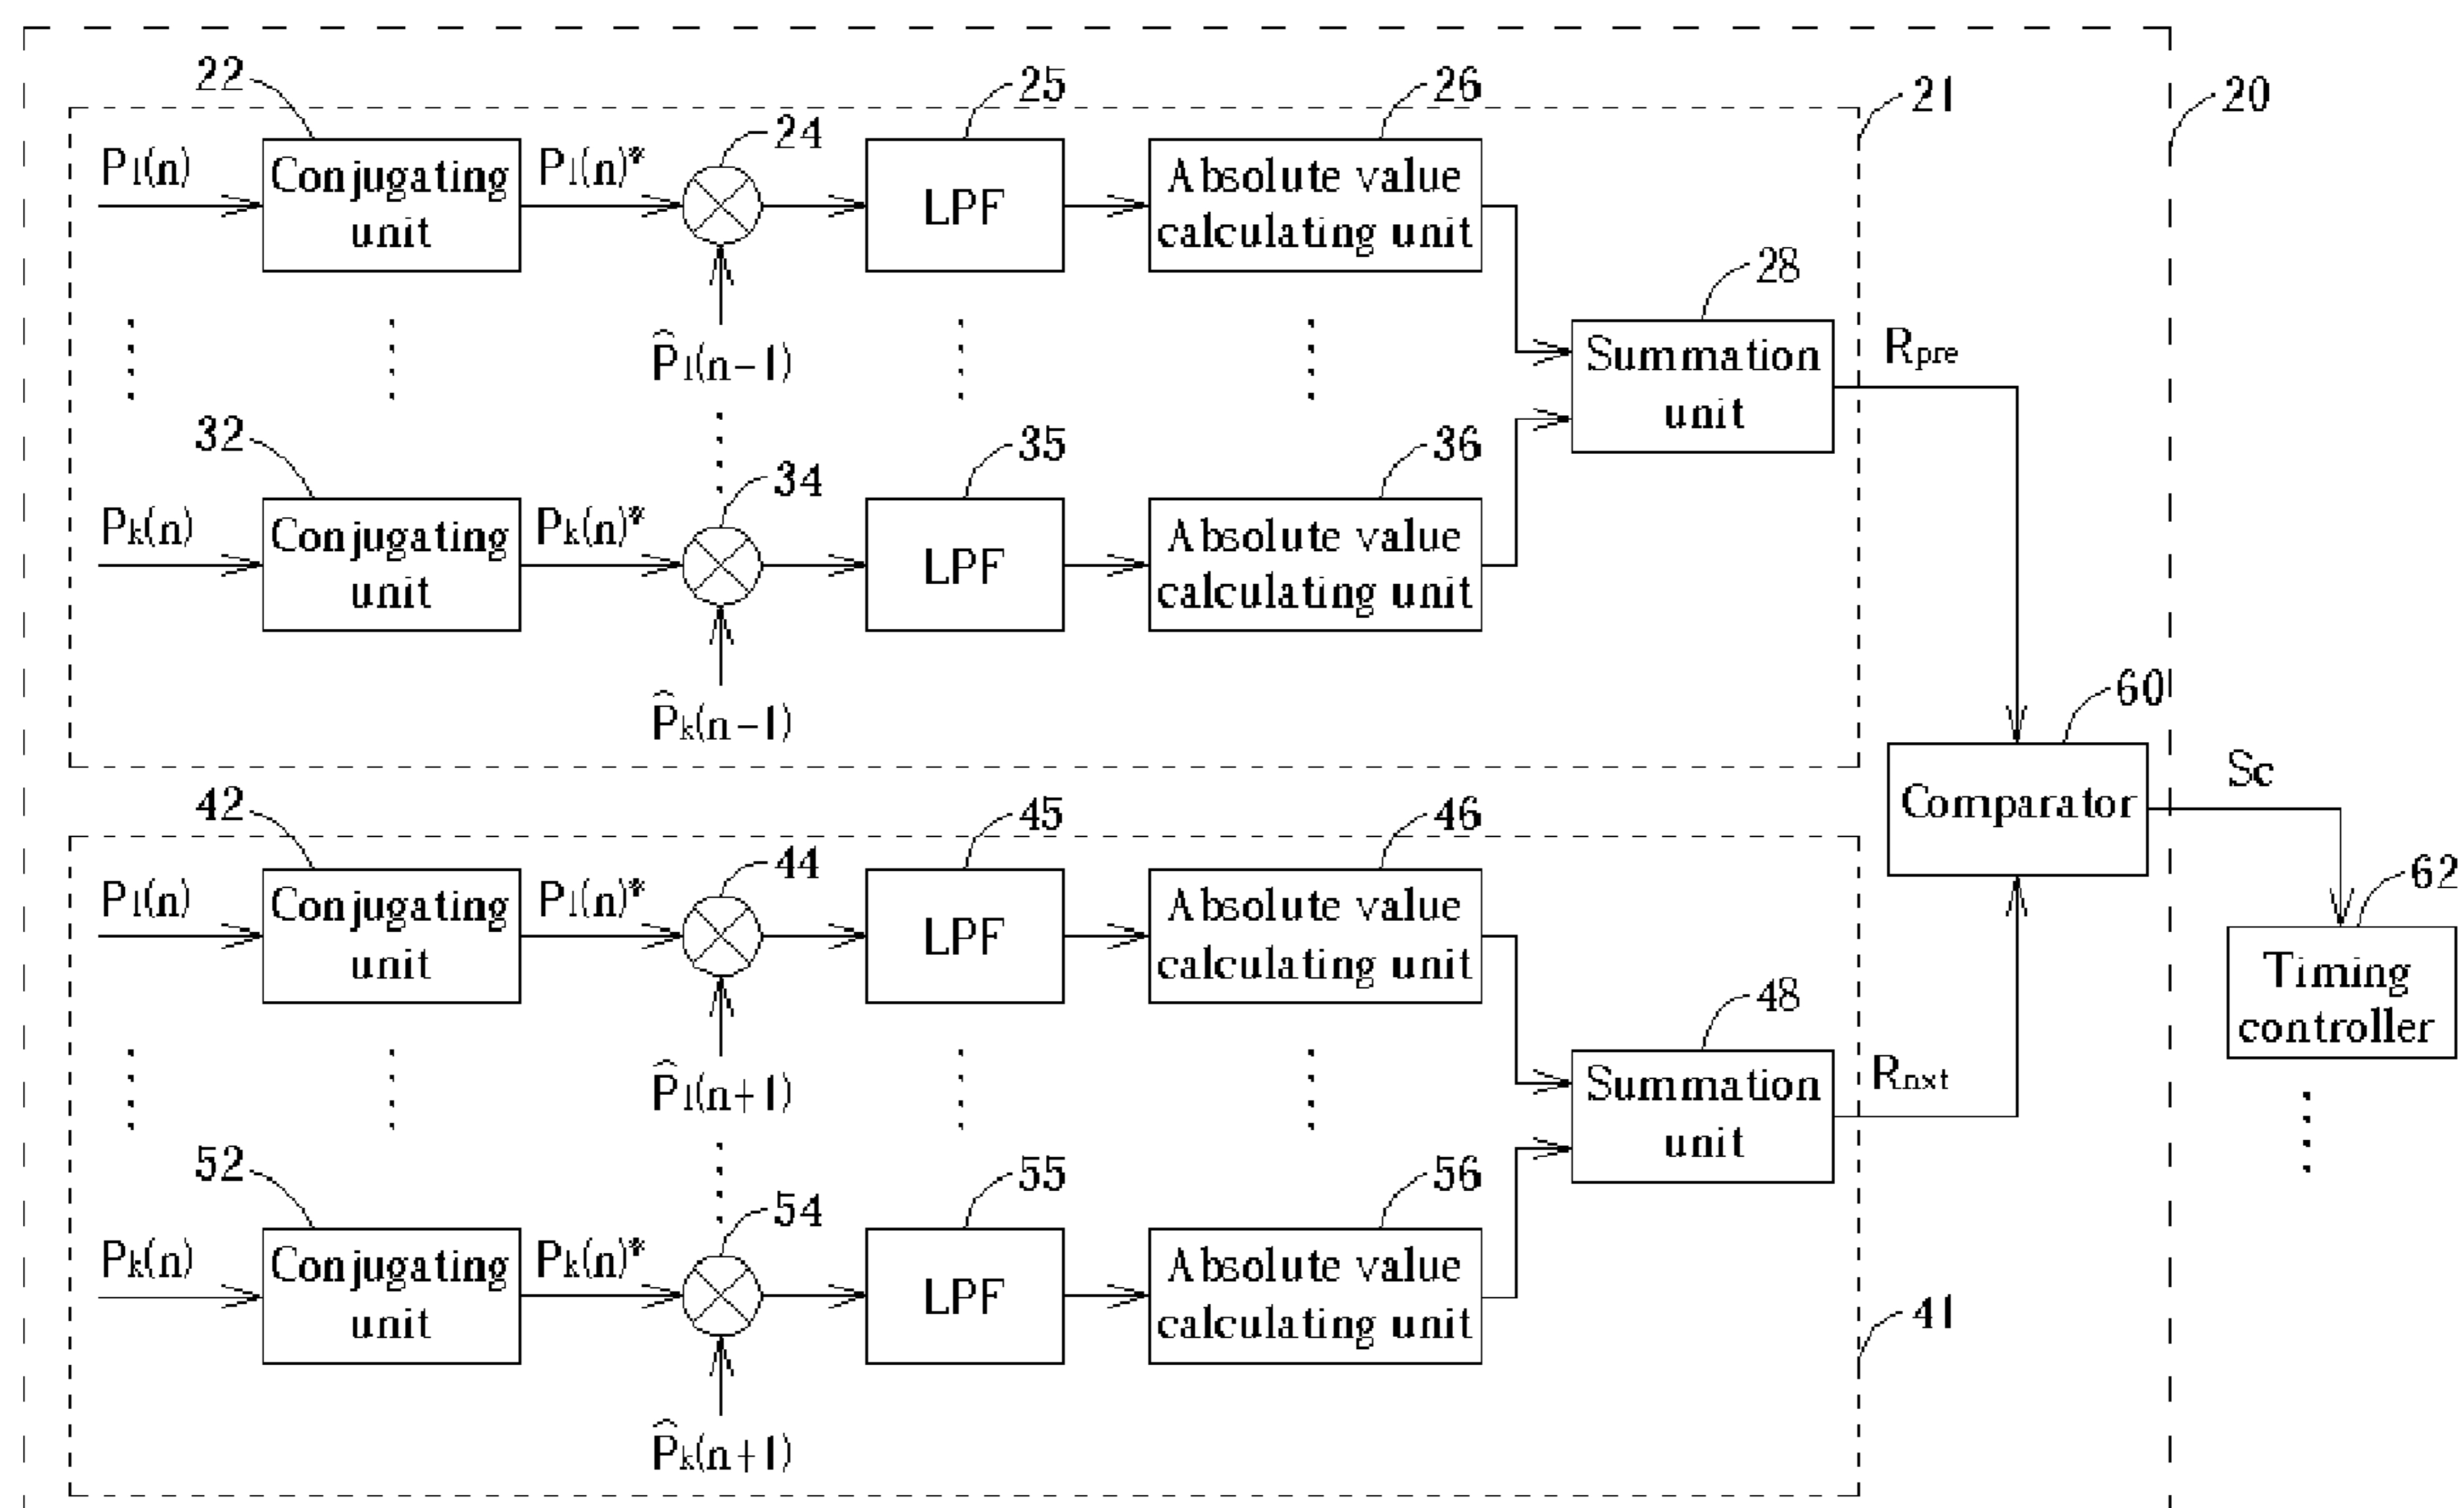 22
24
25
26
21
20
P1(n)
Conjugating
unit
P1(n)*
LPF
Absolute value
calculating unit
P̂1(n-1)
28
Summation
unit
Rpre
32
34
35
36
Pk(n)
Conjugating
unit
Pk(n)*
LPF
Absolute value
calculating unit
P̂k(n-1)
60
Comparator
Sc
62
Timing
controller
42
44
45
46
P1(n)
Conjugating
unit
P1(n)*
LPF
Absolute value
calculating unit
P̂1(n+1)
48
Summation
unit
Rnxt
52
54
55
56
Pk(n)
Conjugating
unit
Pk(n)*
LPF
Absolute value
calculating unit
P̂k(n+1)
41